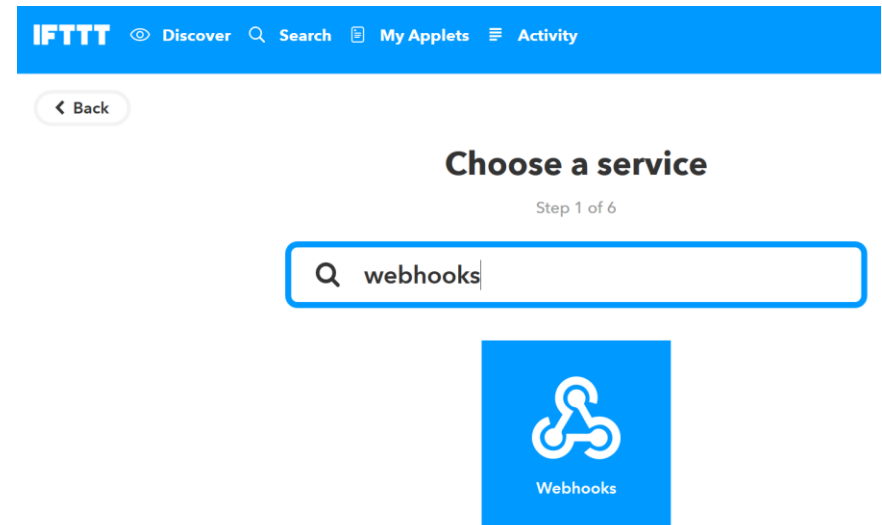 IFTTT Discover Search My Applets Activity
Back
Choose a service
Step 1 of 6
webhooks
Webhooks